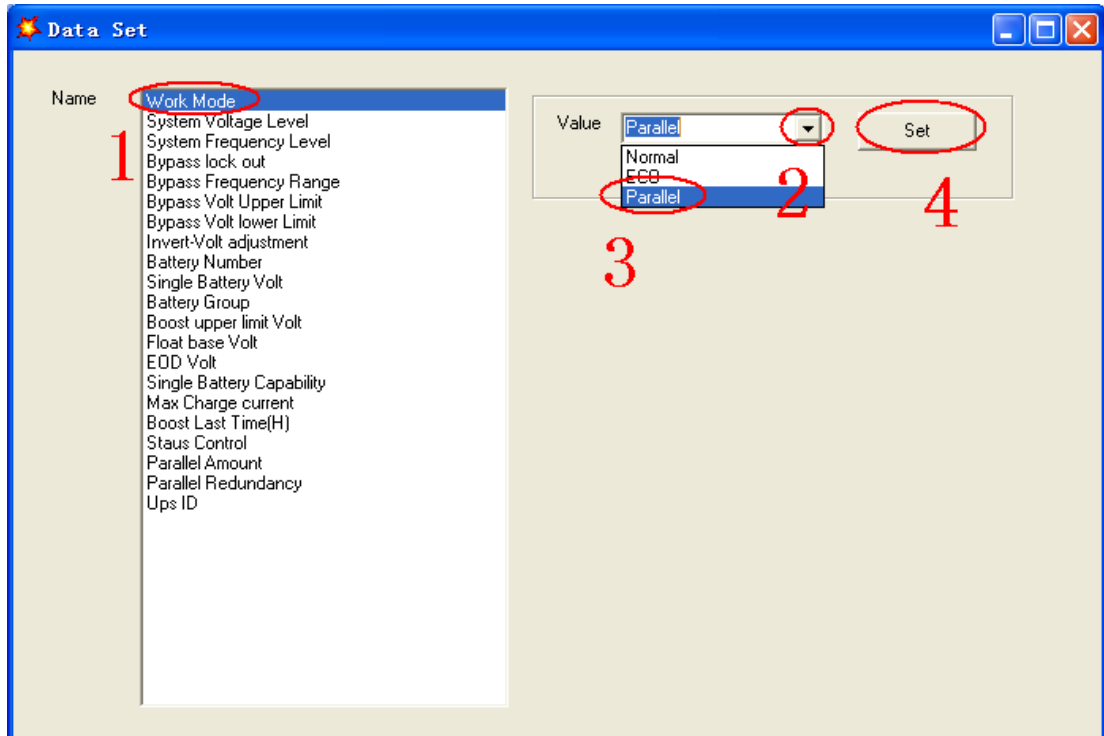 Data Set
Name
Work Mode
System Voltage Level
System Frequency Level
Bypass lock out
Bypass Frequency Range
Bypass Volt Upper Limit
Bypass Volt lower Limit
Invert-Volt adjustment
Battery Number
Single Battery Volt
Battery Group
Boost upper limit Volt
Float base Volt
EOD Volt
Single Battery Capability
Max Charge current
Boost Last Time(H)
Staus Control
Parallel Amount
Parallel Redundancy
Ups ID
1
Value
Parallel
Set
Normal
ECO
Parallel
2
3
4